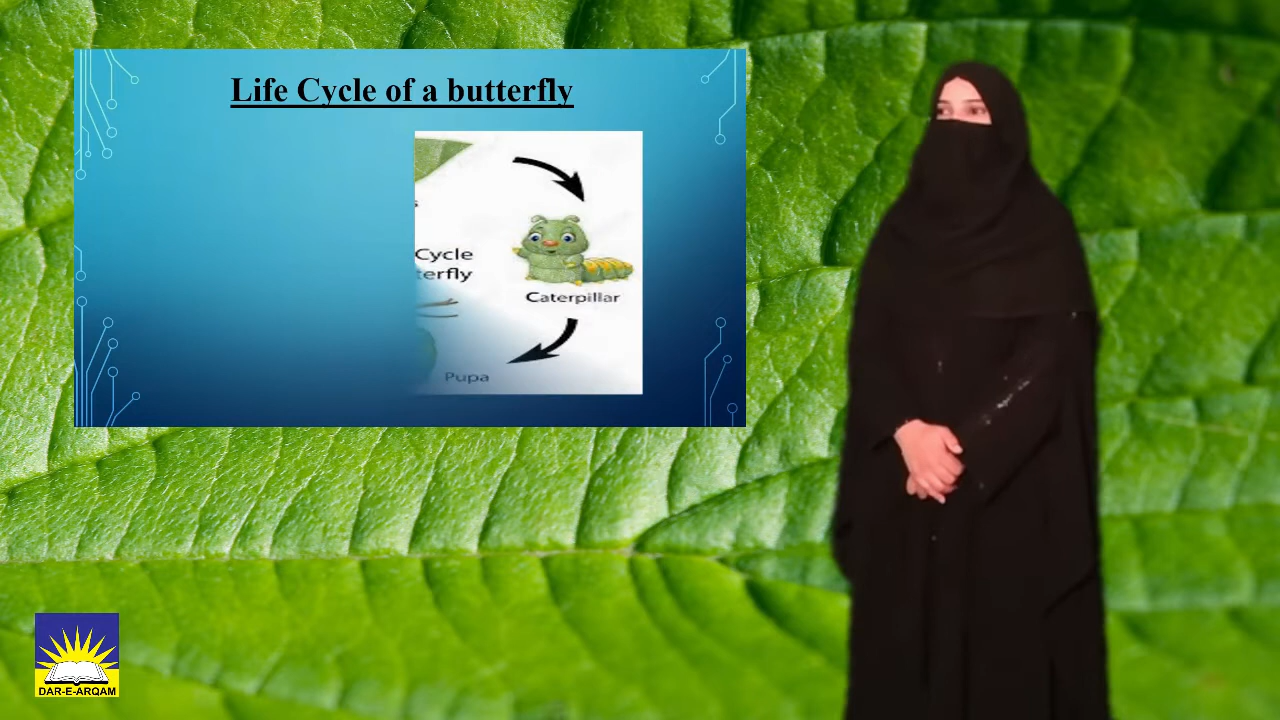 Life Cycle of a butterfly
s
Cycle
terfly
Caterpillar
Pupa
DAR-E-ARQAM